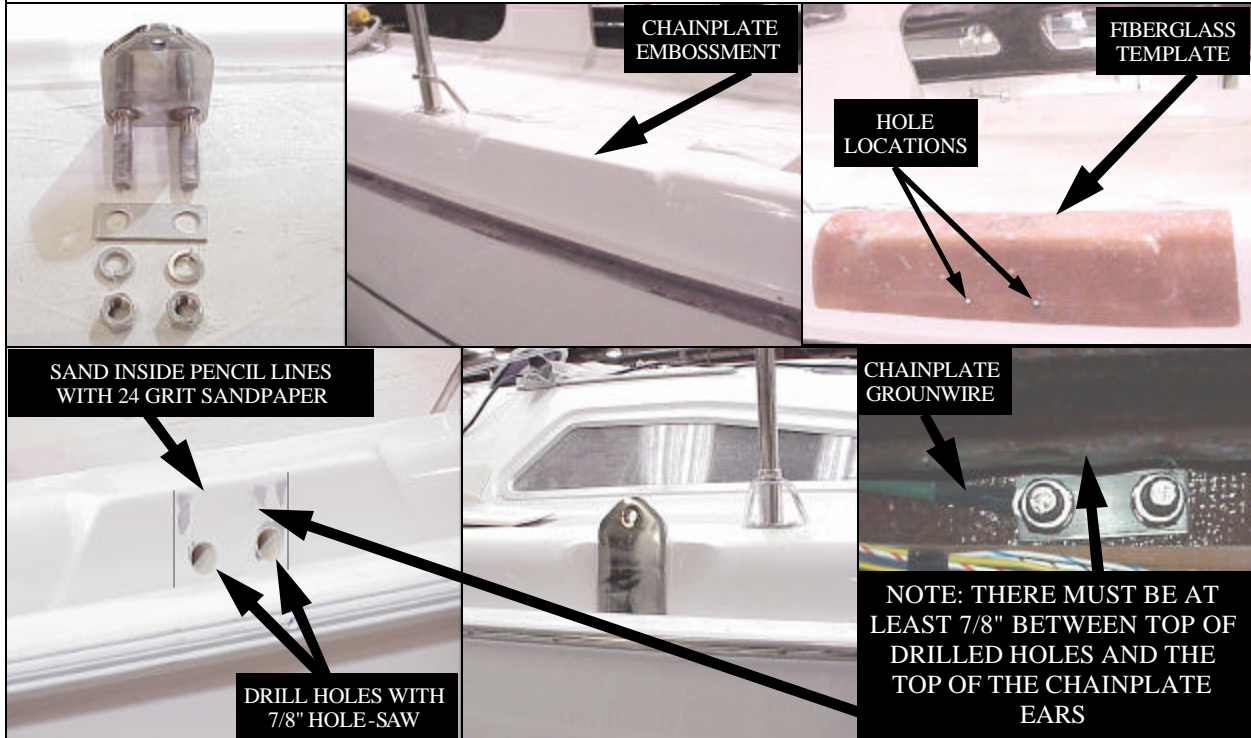 CHAINPLATE
EMBOSSMENT
FIBERGLASS
TEMPLATE
HOLE
LOCATIONS
SAND INSIDE PENCIL LINES
WITH 24 GRIT SANDPAPER
DRILL HOLES WITH
7/8" HOLE-SAW
CHAINPLATE
GROUNWIRE
NOTE: THERE MUST BE AT
LEAST 7/8" BETWEEN TOP OF
DRILLED HOLES AND THE
TOP OF THE CHAINPLATE
EARS